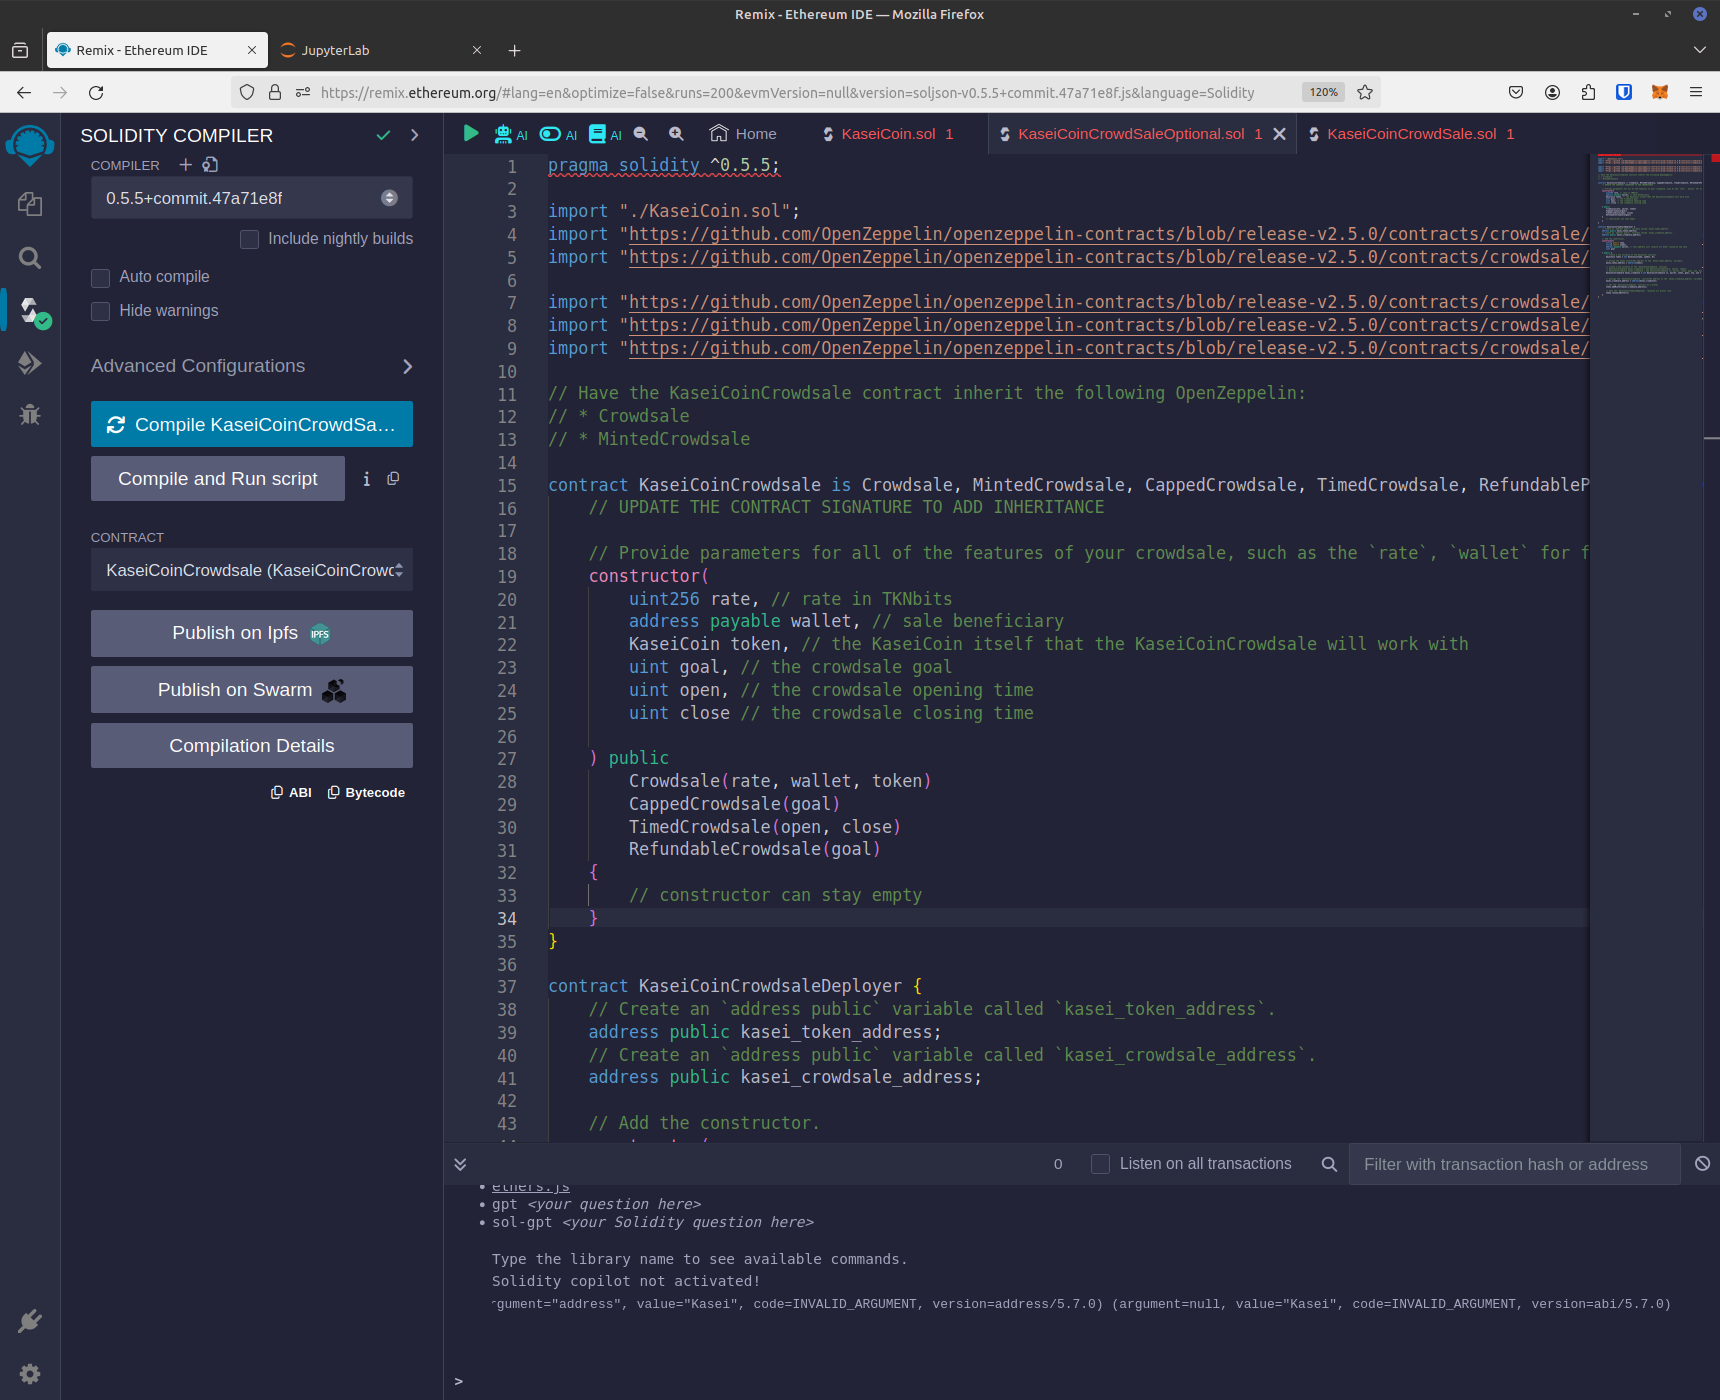 Remix - Ethereum IDE — Mozilla Firefox
Remix - Ethereum IDE
JupyterLab
https://remix.ethereum.org/#lang=en&optimize=false&runs=200&evmVersion=null&version=soljson-v0.5.5+commit.47a71e8f.js&language=Solidity
120%
SOLIDITY COMPILER
COMPILER
0.5.5+commit.47a71e8f
Include nightly builds
Auto compile
Hide warnings
Advanced Configurations
Compile KaseiCoinCrowdSa...
Compile and Run script
CONTRACT
KaseiCoinCrowdsale (KaseiCoinCrowd
Publish on Ipfs IPFS
Publish on Swarm
Compilation Details
ABI Bytecode
AI AI AI Home KaseiCoin.sol 1 KaseiCoinCrowdSaleOptional.sol 1 KaseiCoinCrowdSale.sol 1
1 pragma solidity ^0.5.5;
2
3 import "./KaseiCoin.sol";
4 import "https://github.com/OpenZeppelin/openzeppelin-contracts/blob/release-v2.5.0/contracts/crowdsale/
5 import "https://github.com/OpenZeppelin/openzeppelin-contracts/blob/release-v2.5.0/contracts/crowdsale/
6
7 import "https://github.com/OpenZeppelin/openzeppelin-contracts/blob/release-v2.5.0/contracts/crowdsale/
8 import "https://github.com/OpenZeppelin/openzeppelin-contracts/blob/release-v2.5.0/contracts/crowdsale/
9 import "https://github.com/OpenZeppelin/openzeppelin-contracts/blob/release-v2.5.0/contracts/crowdsale/
10
11 // Have the KaseiCoinCrowdsale contract inherit the following OpenZeppelin:
12 // * Crowdsale
13 // * MintedCrowdsale
14
15 contract KaseiCoinCrowdsale is Crowdsale, MintedCrowdsale, CappedCrowdsale, TimedCrowdsale, RefundableP
16 // UPDATE THE CONTRACT SIGNATURE TO ADD INHERITANCE
17
18 // Provide parameters for all of the features of your crowdsale, such as the `rate`, `wallet` for f
19 constructor(
20 uint256 rate, // rate in TKNbits
21 address payable wallet, // sale beneficiary
22 KaseiCoin token, // the KaseiCoin itself that the KaseiCoinCrowdsale will work with
23 uint goal, // the crowdsale goal
24 uint open, // the crowdsale opening time
25 uint close // the crowdsale closing time
26
27 ) public
28 Crowdsale(rate, wallet, token)
29 CappedCrowdsale(goal)
30 TimedCrowdsale(open, close)
31 RefundableCrowdsale(goal)
32 {
33 // constructor can stay empty
34 }
35 }
36
37 contract KaseiCoinCrowdsaleDeployer {
38 // Create an `address public` variable called `kasei_token_address`.
39 address public kasei_token_address;
40 // Create an `address public` variable called `kasei_crowdsale_address`.
41 address public kasei_crowdsale_address;
42
43 // Add the constructor.
0 Listen on all transactions Filter with transaction hash or address
• ethers.js
• gpt <your question here>
• sol-gpt <your Solidity question here>
Type the library name to see available commands.
Solidity copilot not activated!
rgument="address", value="Kasei", code=INVALID_ARGUMENT, version=address/5.7.0) (argument=null, value="Kasei", code=INVALID_ARGUMENT, version=abi/5.7.0)
>